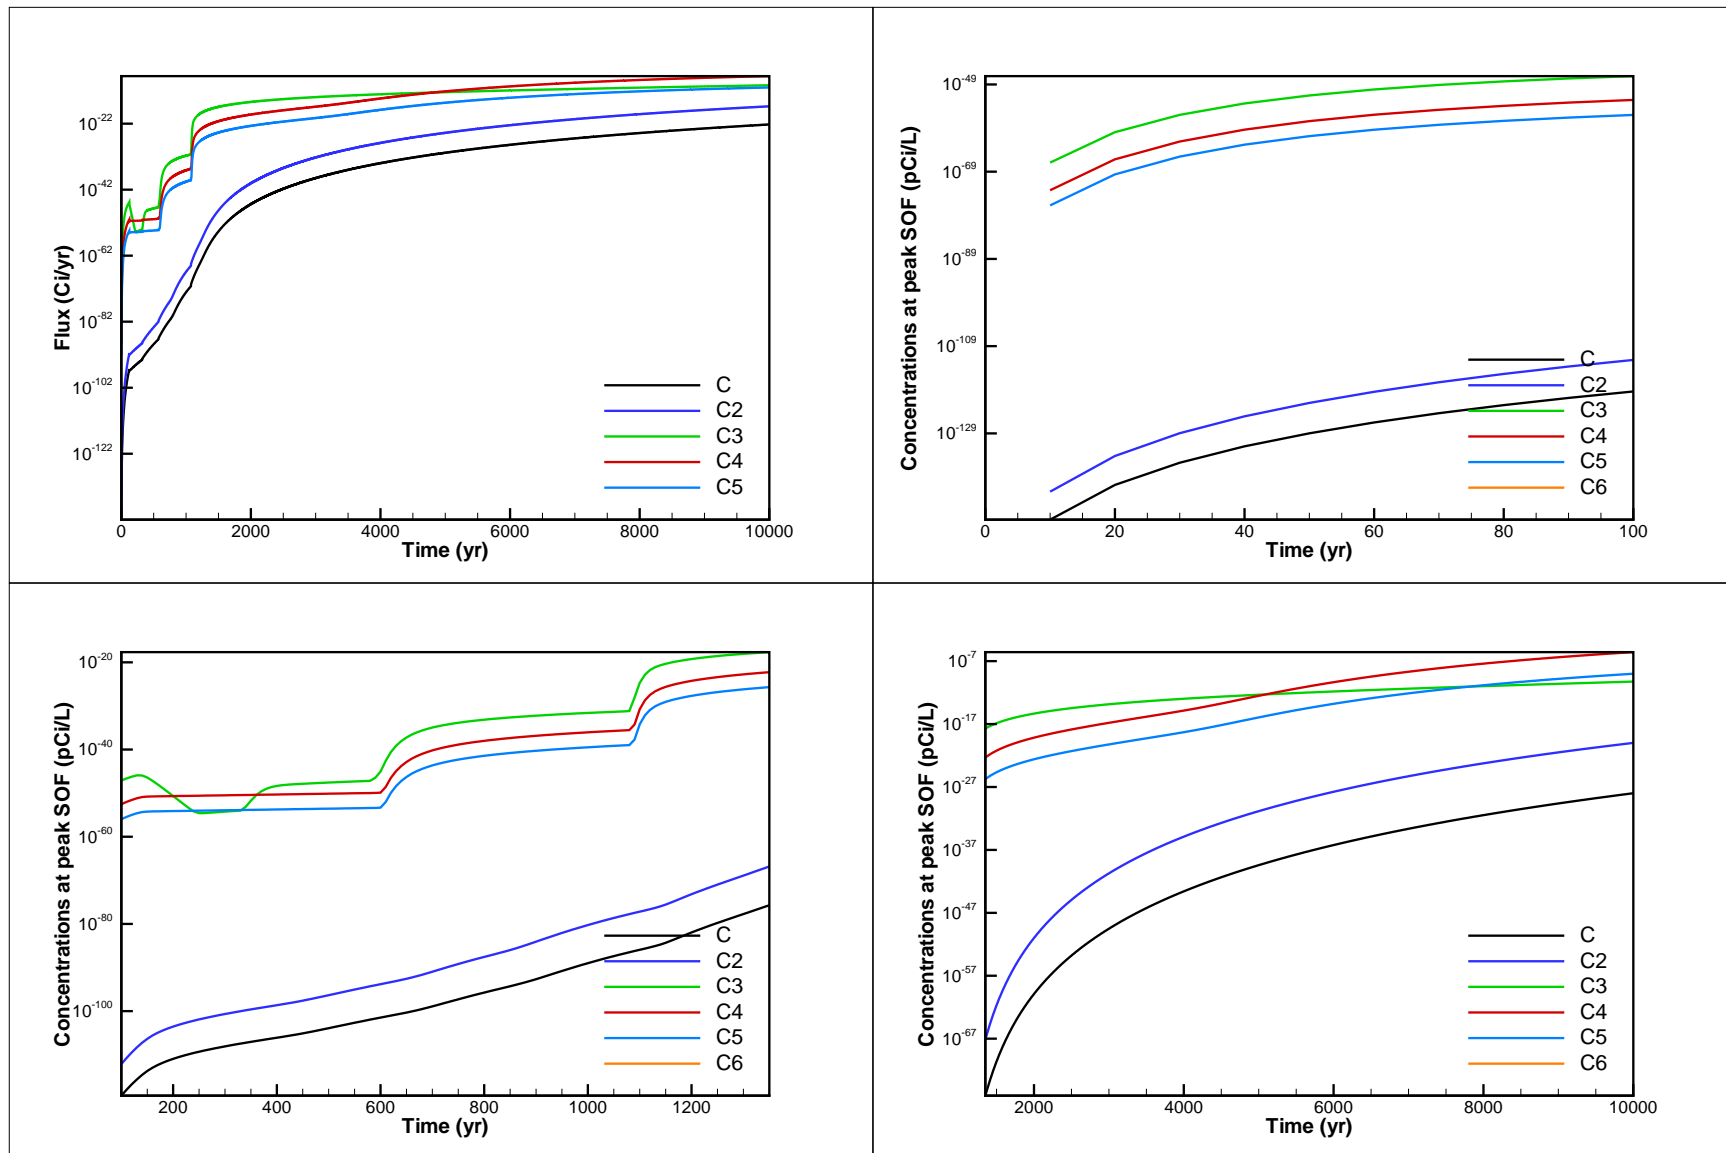 Flux (Ci/yr)
10-22
10-42
10-62
10-82
10-102
10-122
0 2000 4000 6000 8000 10000
Time (yr)
C
C2
C3
C4
C5
Concentrations at peak SOF (pCi/L)
10-49
10-69
10-89
10-109
10-129
0 20 40 60 80 100
Time (yr)
C
C2
C3
C4
C5
C6
Concentrations at peak SOF (pCi/L)
10-20
10-40
10-60
10-80
10-100
200 400 600 800 1000 1200
Time (yr)
C
C2
C3
C4
C5
C6
Concentrations at peak SOF (pCi/L)
10-7
10-17
10-27
10-37
10-47
10-57
10-67
2000 4000 6000 8000 10000
Time (yr)
C
C2
C3
C4
C5
C6